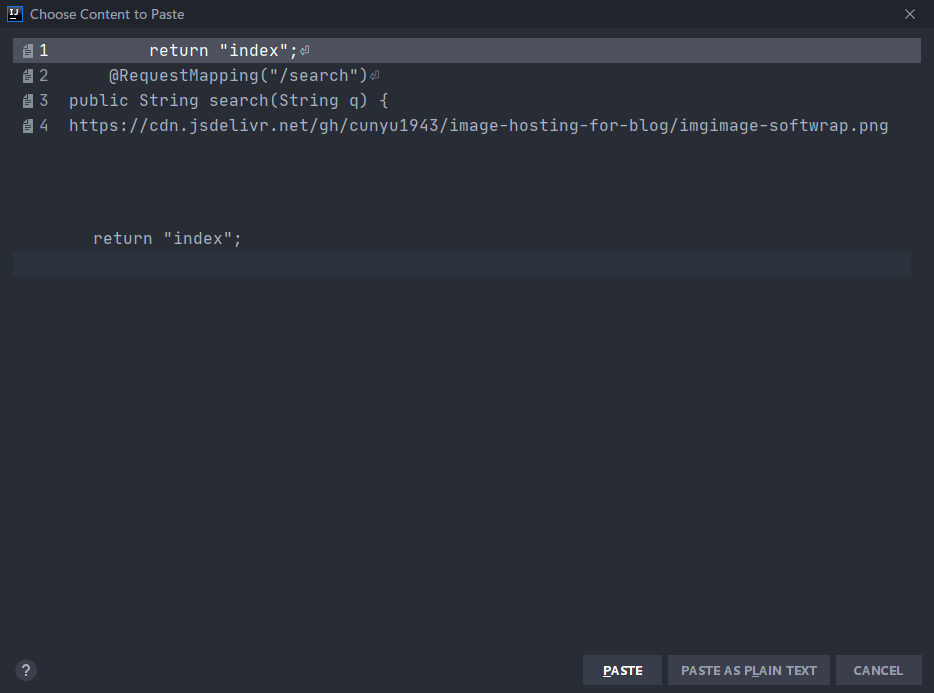 IJ Choose Content to Paste
1 return "index";⏎
2 @RequestMapping("/search")⏎
3 public String search(String q) {
4 https://cdn.jsdelivr.net/gh/cunyu1943/image-hosting-for-blog/imgimage-softwrap.png
return "index";
? PASTE PASTE AS PLAIN TEXT CANCEL